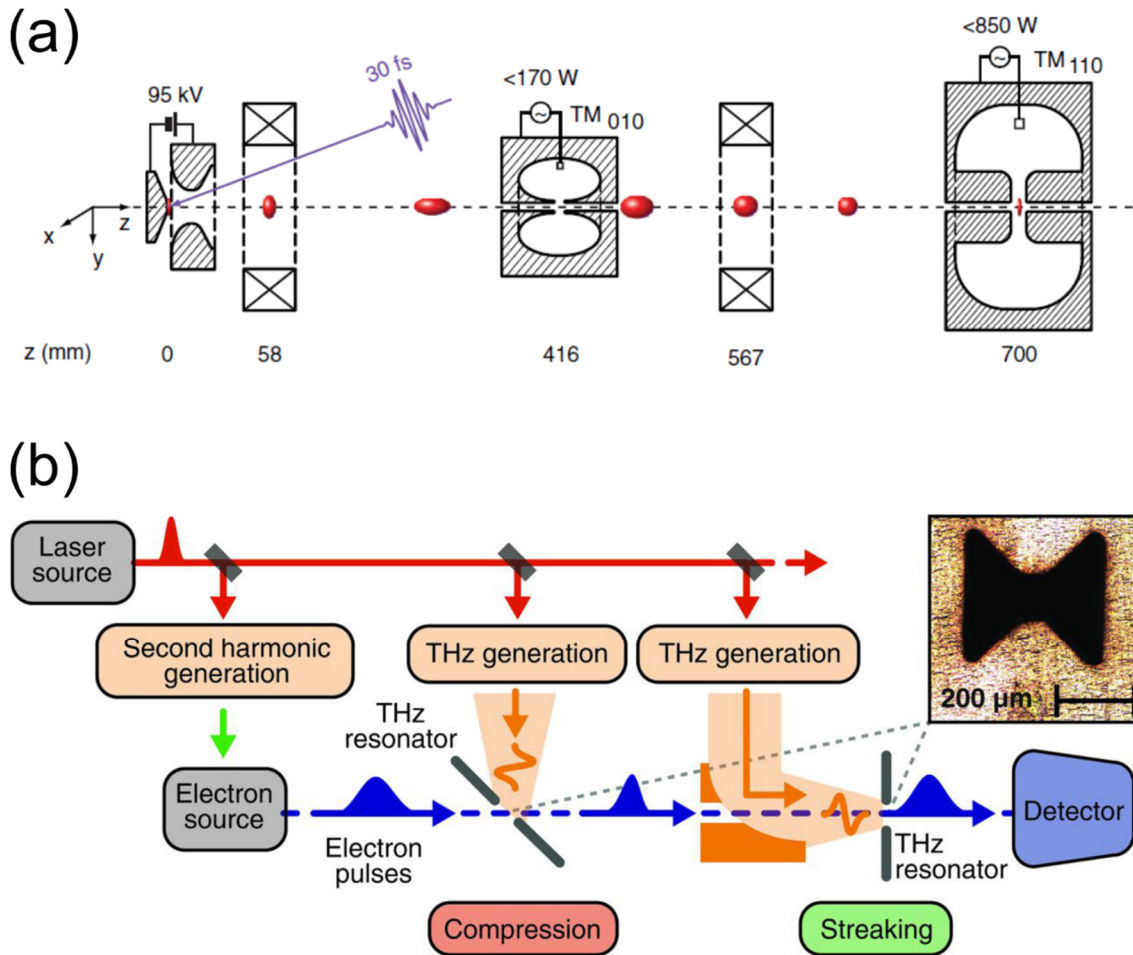 (a)
<850 W
TM 110
30 fs
<170 W
TM 010
95 kV
x
y
z
z (mm) 0 58 416 567 700
(b)
Laser
source
Second harmonic
generation
THz generation
THz generation
200 μm
THz
resonator
Electron
source
Electron
pulses
Detector
THz
resonator
Compression
Streaking